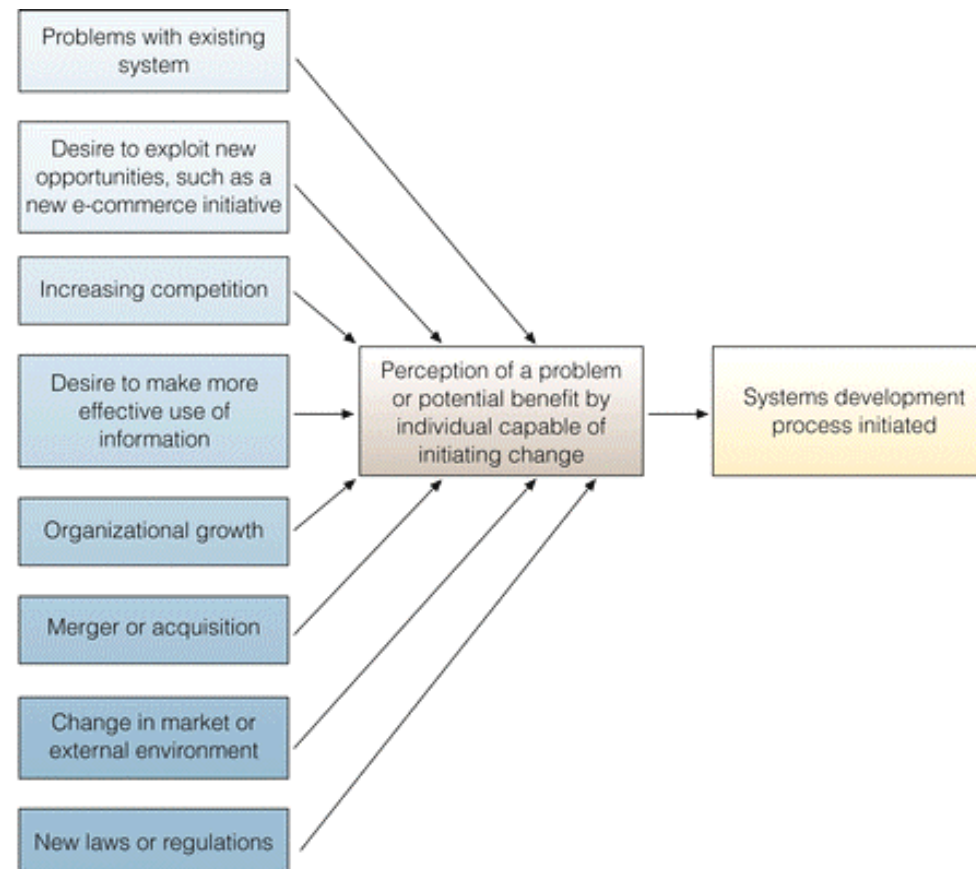 Problems with existing
system
Desire to exploit new
opportunities, such as a
new e-commerce initiative
Increasing competition
Desire to make more
effective use of
information
Organizational growth
Merger or acquisition
Change in market or
external environment
New laws or regulations
Perception of a problem
or potential benefit by
individual capable of
initiating change
Systems development
process initiated